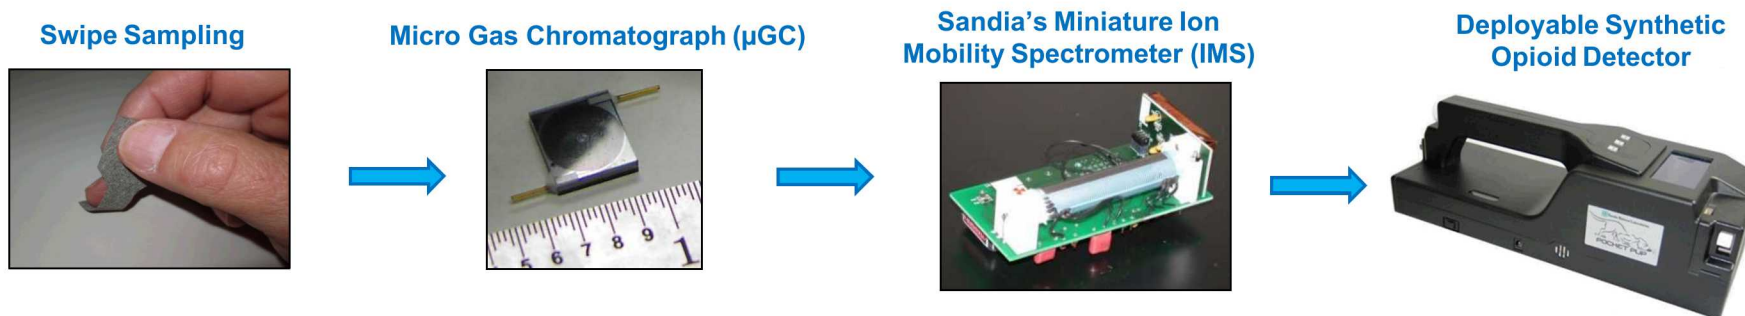 Swipe Sampling
Micro Gas Chromatograph (µGC)
Sandia's Miniature Ion
Mobility Spectrometer (IMS)
Deployable Synthetic
Opioid Detector
5 6 7 8 9 1
POCKET PUP